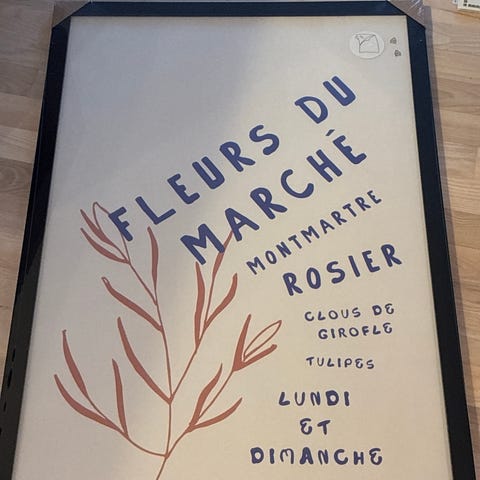 FLEURS DU
MARCHÉ
MONTMARTRE
ROSIER
CLOUS DE
GIROFLE
TULIPES
LUNDI
ET
DIMANCHE